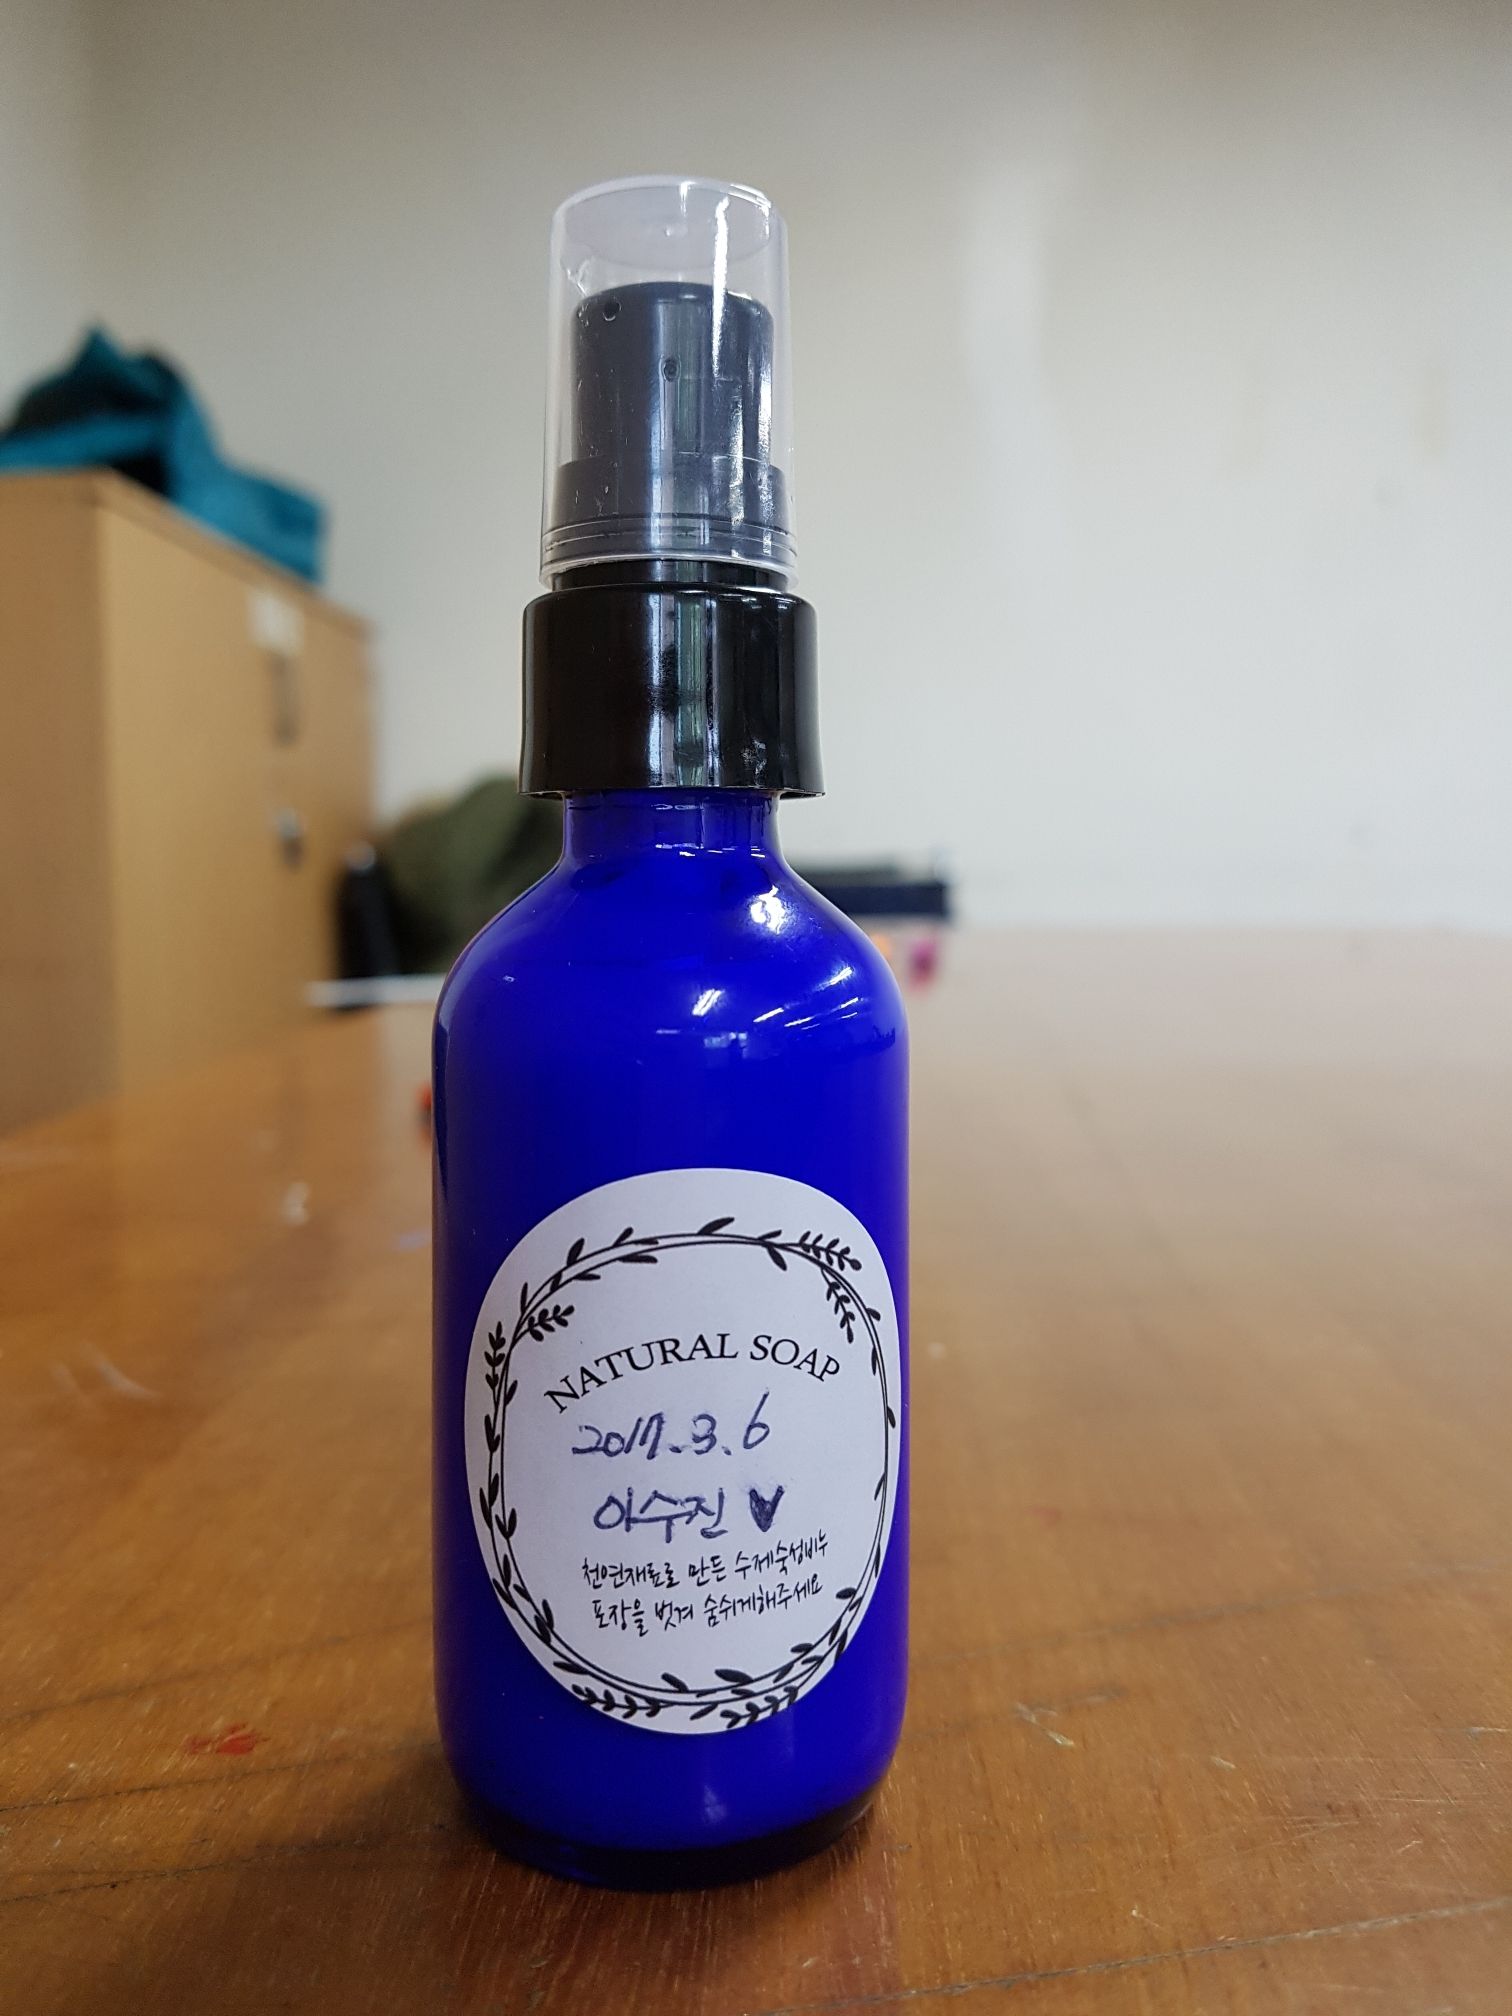 NATURAL SOAP
2017.3.6
이수진 ♥
천연재료로 만든 수제숙성비누
포장을 벗겨 숨쉬게해주세요